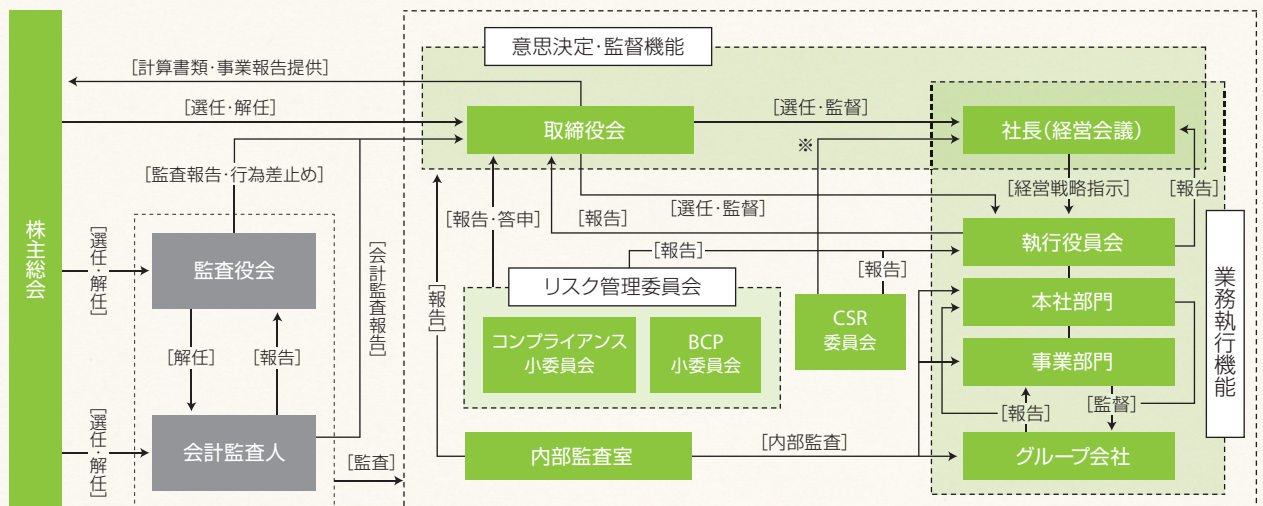 意思決定・監督機能
[計算書類・事業報告提供]
[選任・解任]
取締役会
[選任・監督]
社長(経営会議)
※
[監査報告・行為差止め]
[報告・答申]
[報告]
[選任・監督]
[経営戦略指示]
[報告]
株主総会
[選任・解任]
監査役会
[会計監査報告]
[報告]
[報告]
[報告]
執行役員会
リスク管理委員会
業務執行機能
本社部門
コンプライアンス
小委員会
BCP
小委員会
CSR
委員会
[解任]
[報告]
事業部門
[報告]
[監督]
[選任・解任]
会計監査人
[監査]
内部監査室
[内部監査]
グループ会社